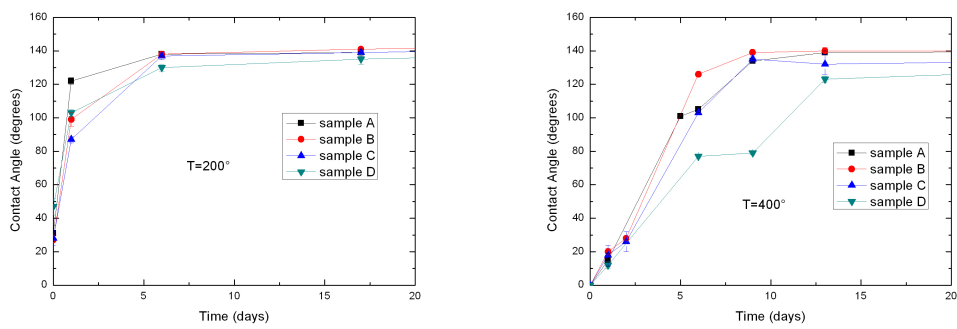 160
140
120
100
80
60
40
20
0
Contact Angle (degrees)
sample A
sample B
sample C
sample D
T=200°
0 5 10 15 20
Time (days)
160
140
120
100
80
60
40
20
0
Contact Angle (degrees)
sample A
sample B
sample C
sample D
T=400°
0 5 10 15 20
Time (days)